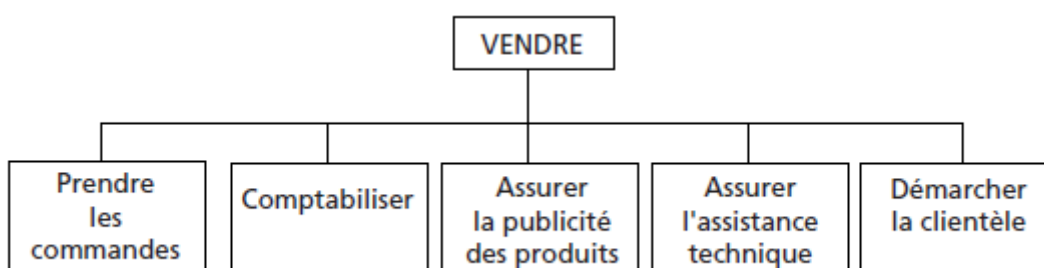 VENDRE
Prendre
les
commandes
Comptabiliser
Assurer
la publicité
des produits
Assurer
l'assistance
technique
Démarcher
la clientèle